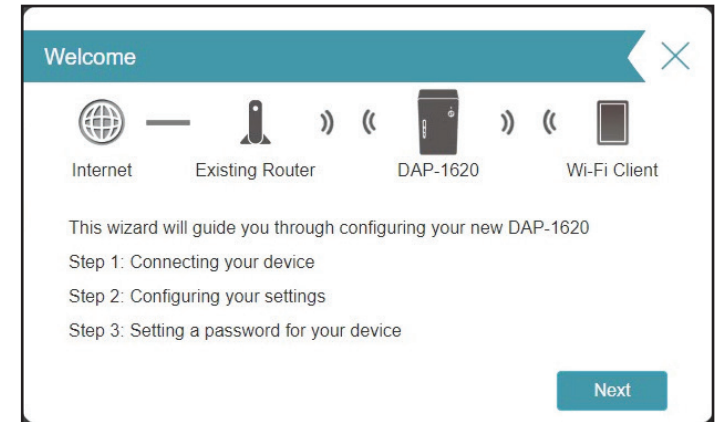 Welcome
Internet
Existing Router
DAP-1620
Wi-Fi Client
This wizard will guide you through configuring your new DAP-1620
Step 1: Connecting your device
Step 2: Configuring your settings
Step 3: Setting a password for your device
Next